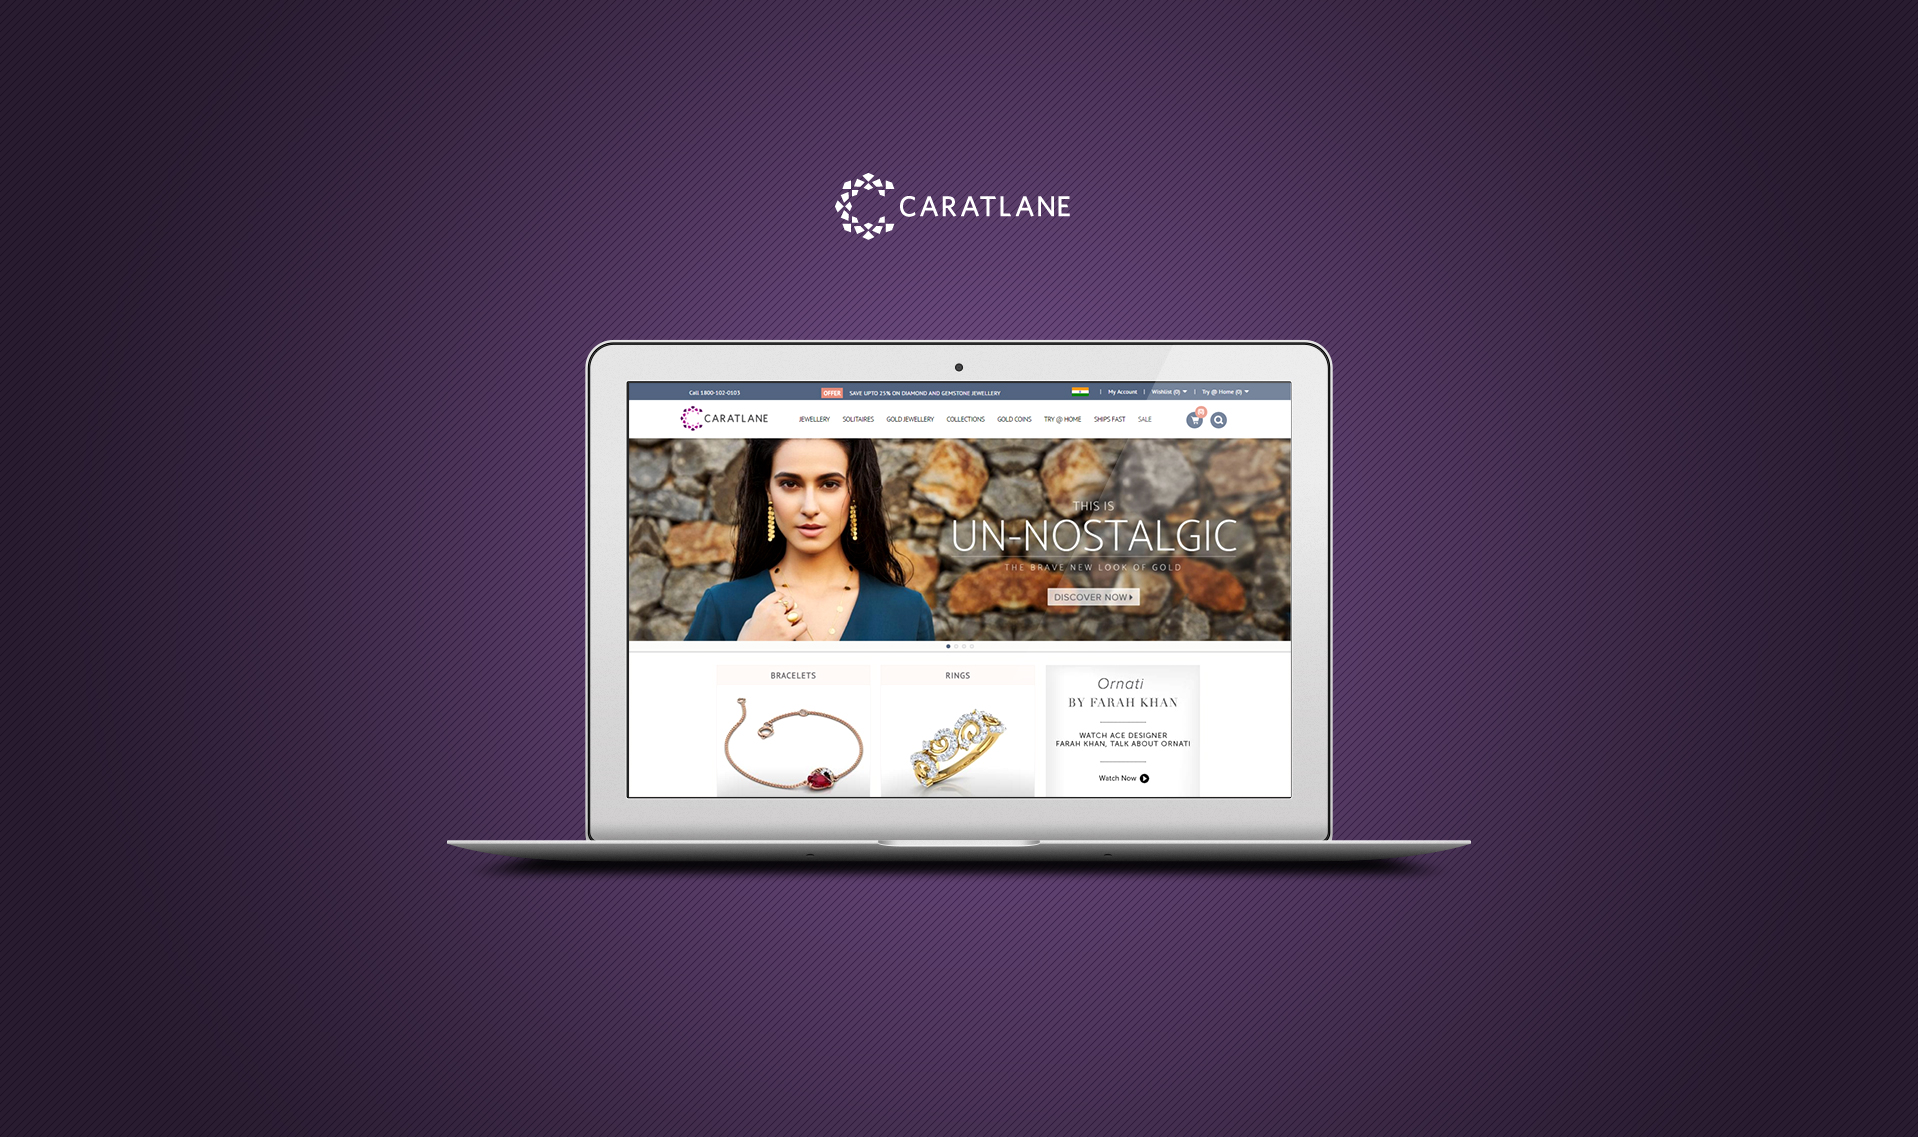 CARATLANE
Call 1800-102-0103
OFFER SAVE UPTO 25% ON DIAMOND AND GEMSTONE JEWELLERY
| My Account | Wishlist (0) | Try @ Home (0)
CARATLANE
JEWELLERY SOLITAIRES GOLD JEWELLERY COLLECTIONS GOLD COINS TRY @ HOME SHIPS FAST SALE
THIS IS
UN-NOSTALGIC
THE BRAVE NEW LOOK OF GOLD
DISCOVER NOW
BRACELETS
RINGS
Ornati
BY FARAH KHAN
WATCH ACE DESIGNER
FARAH KHAN, TALK ABOUT ORNATI
Watch Now